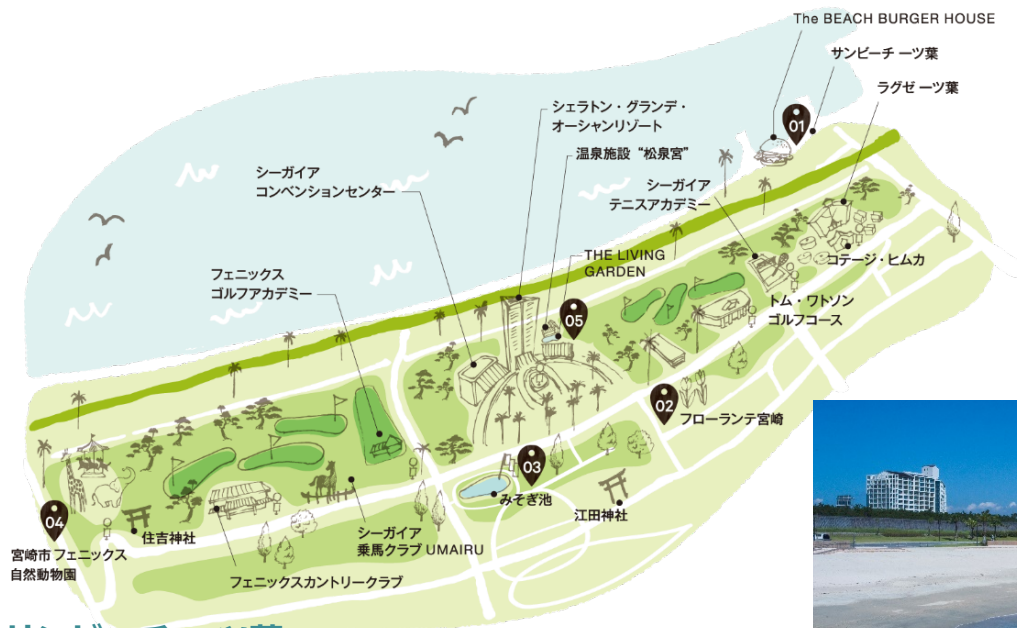 The BEACH BURGER HOUSE
サンビーチ 一ツ葉
ラグゼ 一ツ葉
01
シェラトン・グランデ・
オーシャンリゾート
温泉施設 “松泉宮”
シーガイア
テニスアカデミー
シーガイア
コンベンションセンター
THE LIVING
GARDEN
コテージ・ヒムカ
フェニックス
ゴルフアカデミー
05
トム・ワトソン
ゴルフコース
02
フローランテ宮崎
03
みそぎ池
江田神社
04
住吉神社
シーガイア
乗馬クラブ UMAIRU
宮崎市 フェニックス
自然動物園
フェニックスカントリークラブ